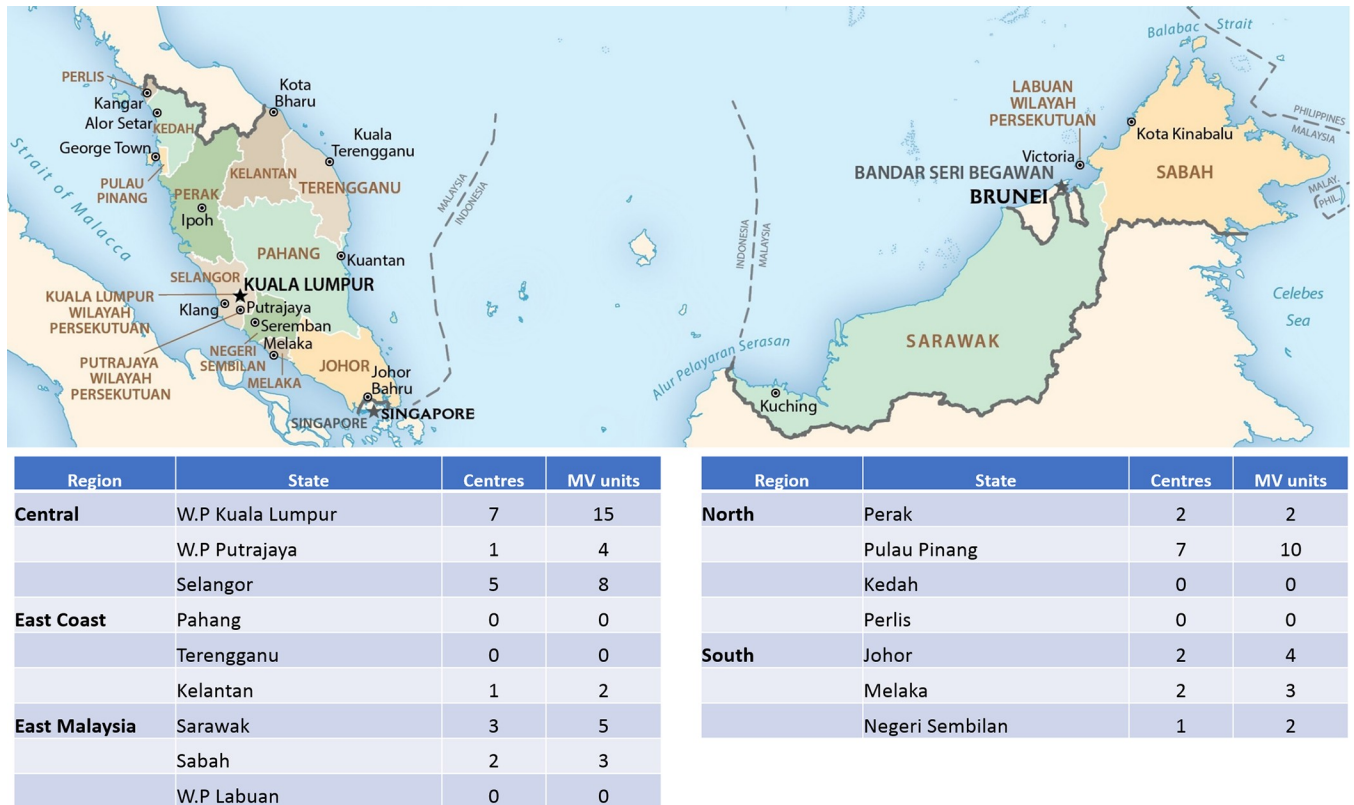 Balabac Strait
PERLIS
Kangar
Alor Setar
KEDAH
George Town
PULAU
PINANG
PERAK
Ipoh
Kota
Bharu
Kuala
Terengganu
KELANTAN
TERENGGANU
PAHANG
Kuantan
Strait of Malacca
SELANGOR
KUALA LUMPUR
KUALA LUMPUR
WILAYAH
PERSEKUTUAN
Klang
Putrajaya
Seremban
PUTRAJAYA
WILAYAH
PERSEKUTUAN
NEGERI
SEMBILAN
Melaka
MELAKA
JOHOR
Johor
Bahru
SINGAPORE
SINGAPORE
MALAYSIA
INDONESIA
INDONESIA
MALAYSIA
LABUAN
WILAYAH
PERSEKUTUAN
Victoria
Kota Kinabalu
BANDAR SERI BEGAWAN
BRUNEI
SABAH
PHILIPPINES
MALAYSIA
MALAY.
PHIL.
Celebes
Sea
SARAWAK
Alur Pelayaran Serasan
Kuching
Region State Centres MV units
Central W.P Kuala Lumpur 7 15
W.P Putrajaya 1 4
Selangor 5 8
East Coast Pahang 0 0
Terengganu 0 0
Kelantan 1 2
East Malaysia Sarawak 3 5
Sabah 2 3
W.P Labuan 0 0
Region State Centres MV units
North Perak 2 2
Pulau Pinang 7 10
Kedah 0 0
Perlis 0 0
South Johor 2 4
Melaka 2 3
Negeri Sembilan 1 2